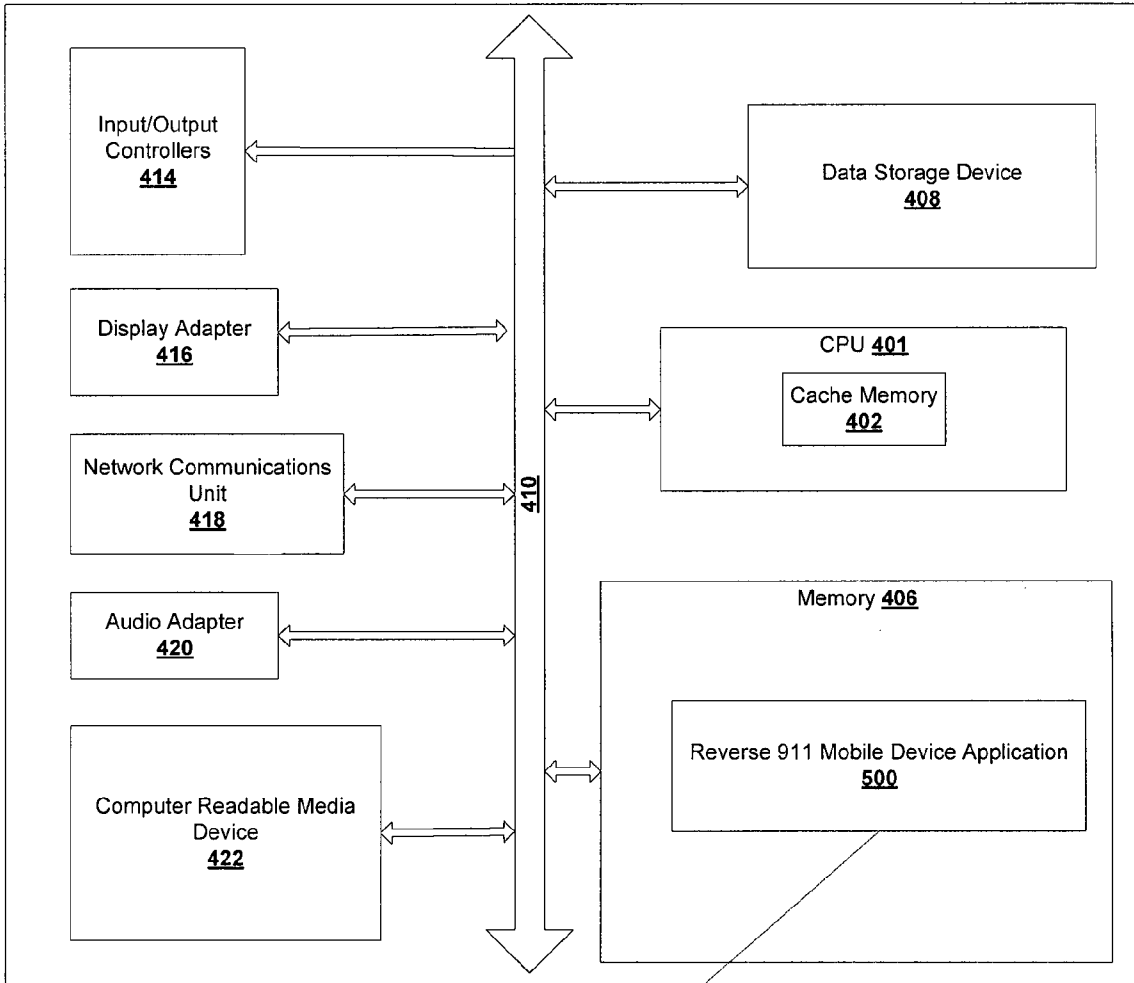 Input/Output
Controllers
414
Display Adapter
416
Network Communications
Unit
418
Audio Adapter
420
Computer Readable Media
Device
422
410
Data Storage Device
408
CPU 401
Cache Memory
402
Memory 406
Reverse 911 Mobile Device Application
500